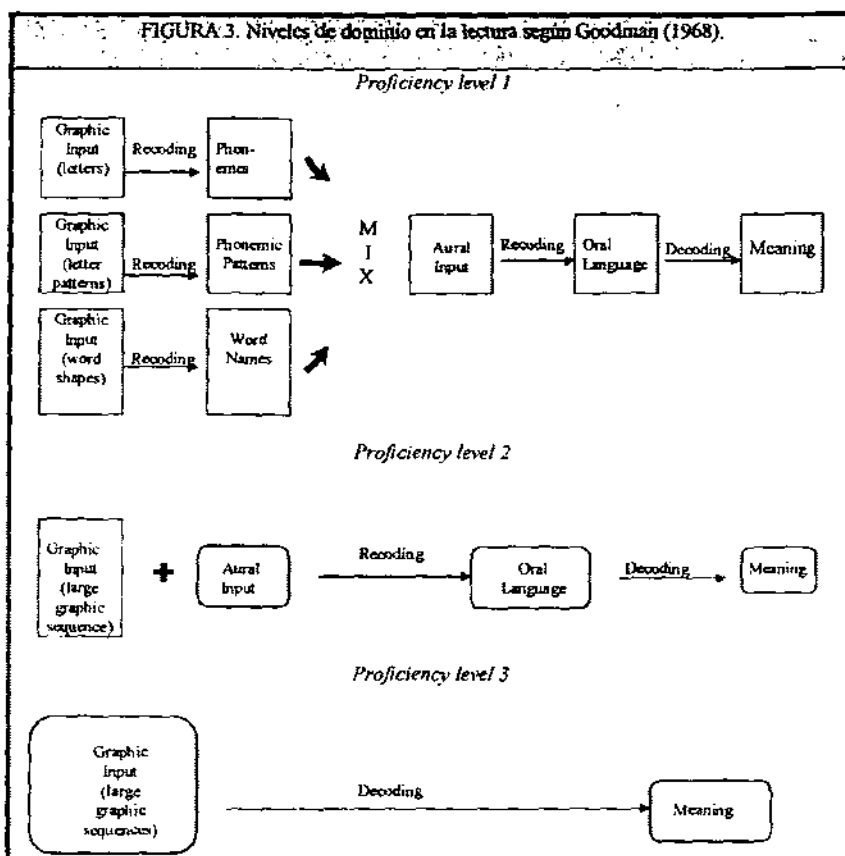 FIGURA 3. Niveles de dominio en la lectura según Goodman (1968).
Proficiency level 1
Graphic
Input
(letters)
Recoding
Phon-
emes
Graphic
Input
(letter
patterns)
Recoding
Phonemic
Patterns
Graphic
Input
(word
shapes)
Recoding
Word
Names
M
I
X
Aural
Input
Recoding
Oral
Language
Decoding
Meaning
Proficiency level 2
Graphic
Input
(large
graphic
sequence)
+
Aural
Input
Recoding
Oral
Language
Decoding
Meaning
Proficiency level 3
Graphic
Input
(large
graphic
sequences)
Decoding
Meaning